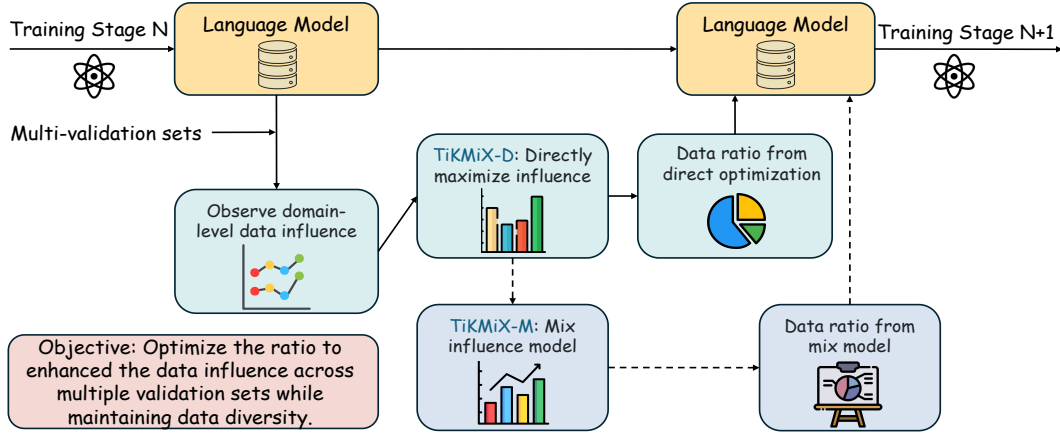 Training Stage N
Language Model
Language Model
Training Stage N+1
Multi-validation sets
Observe domain-
level data influence
TiKMiX-D: Directly
maximize influence
Data ratio from
direct optimization
TiKMiX-M: Mix
influence model
Data ratio from
mix model
Objective: Optimize the ratio to
enhanced the data influence across
multiple validation sets while
maintaining data diversity.